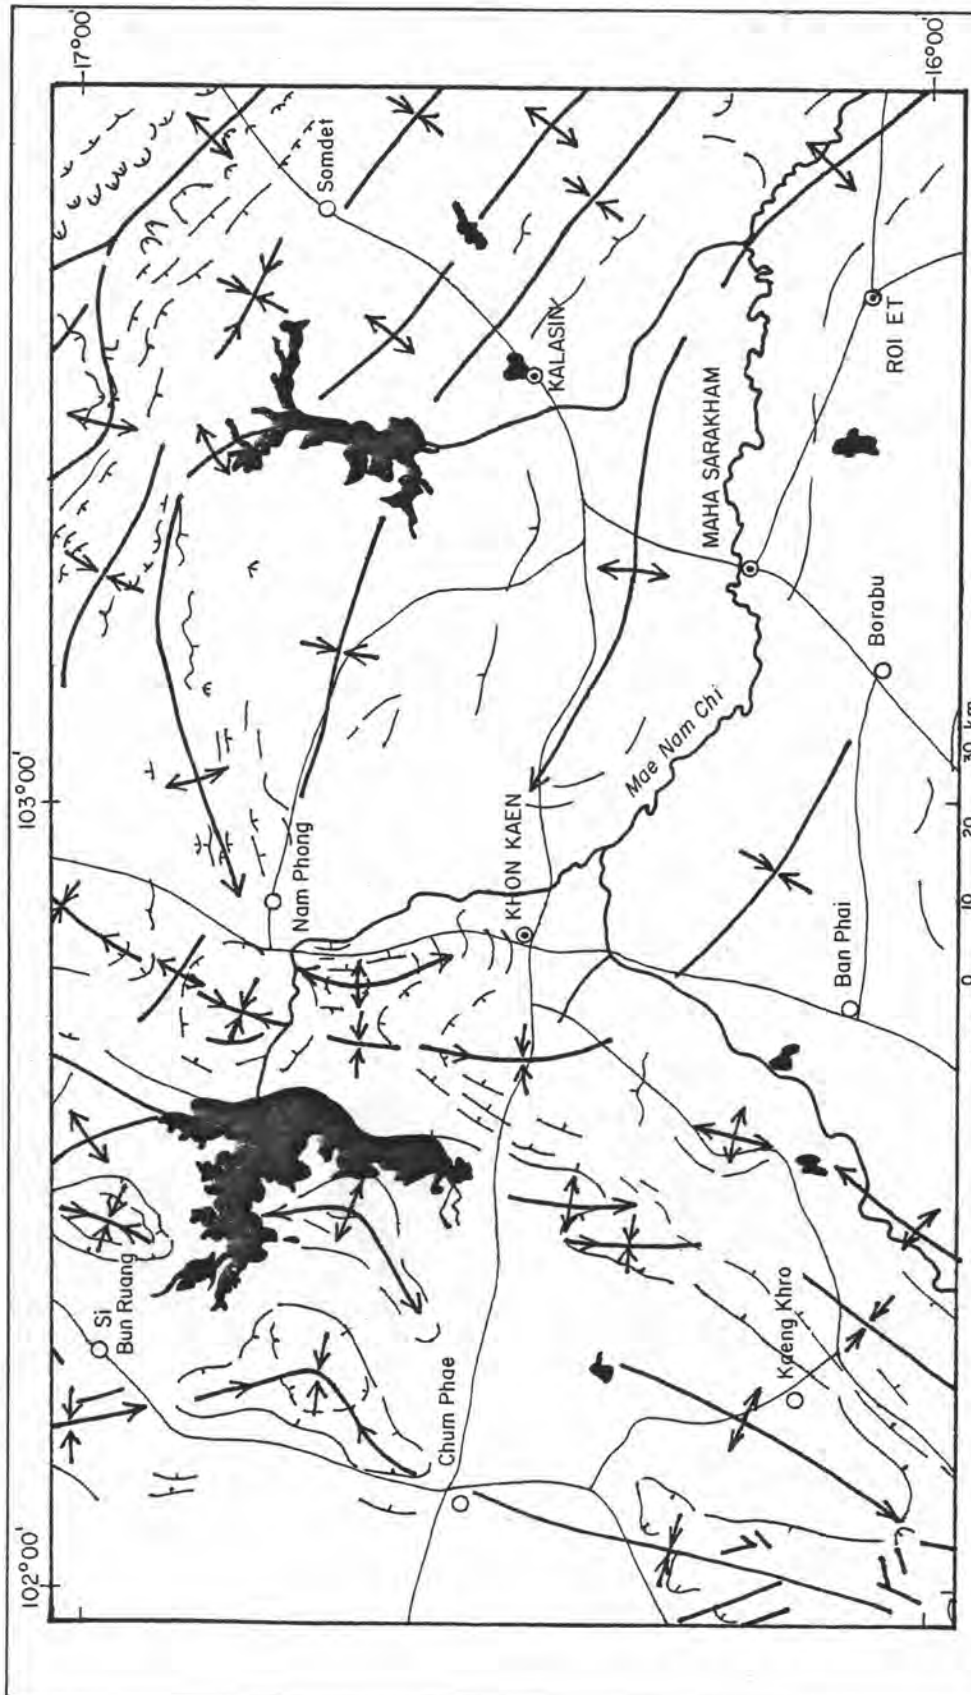 102°00'
103°00'
17°00'
16°00'
Si
Bun Ruang
Nam Phong
Somdet
Chum Phae
KHON KAEN
KALASIN
Mae Nam Chi
MAHA SARAKHAM
Kaeng Khro
Ban Phai
Borabu
ROI ET
0 10 20 30 km